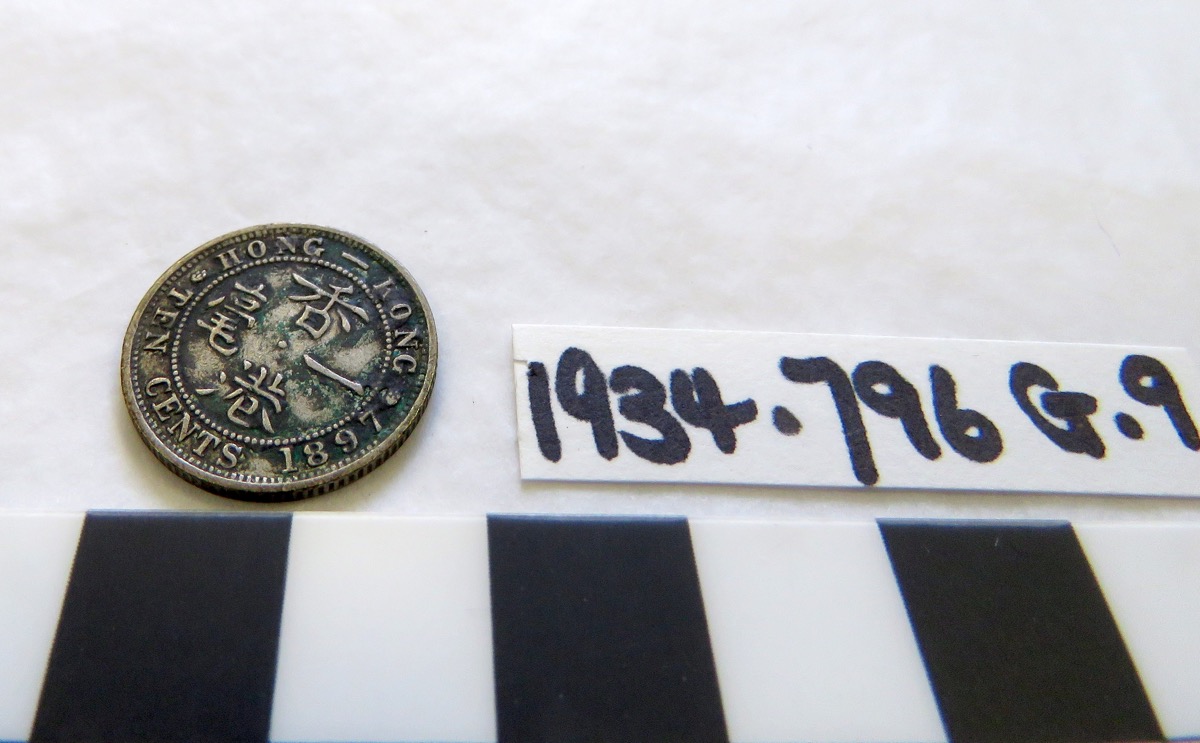 HONG-KONG
TEN CENTS 1897
香港
一毫
1934.796 G.9